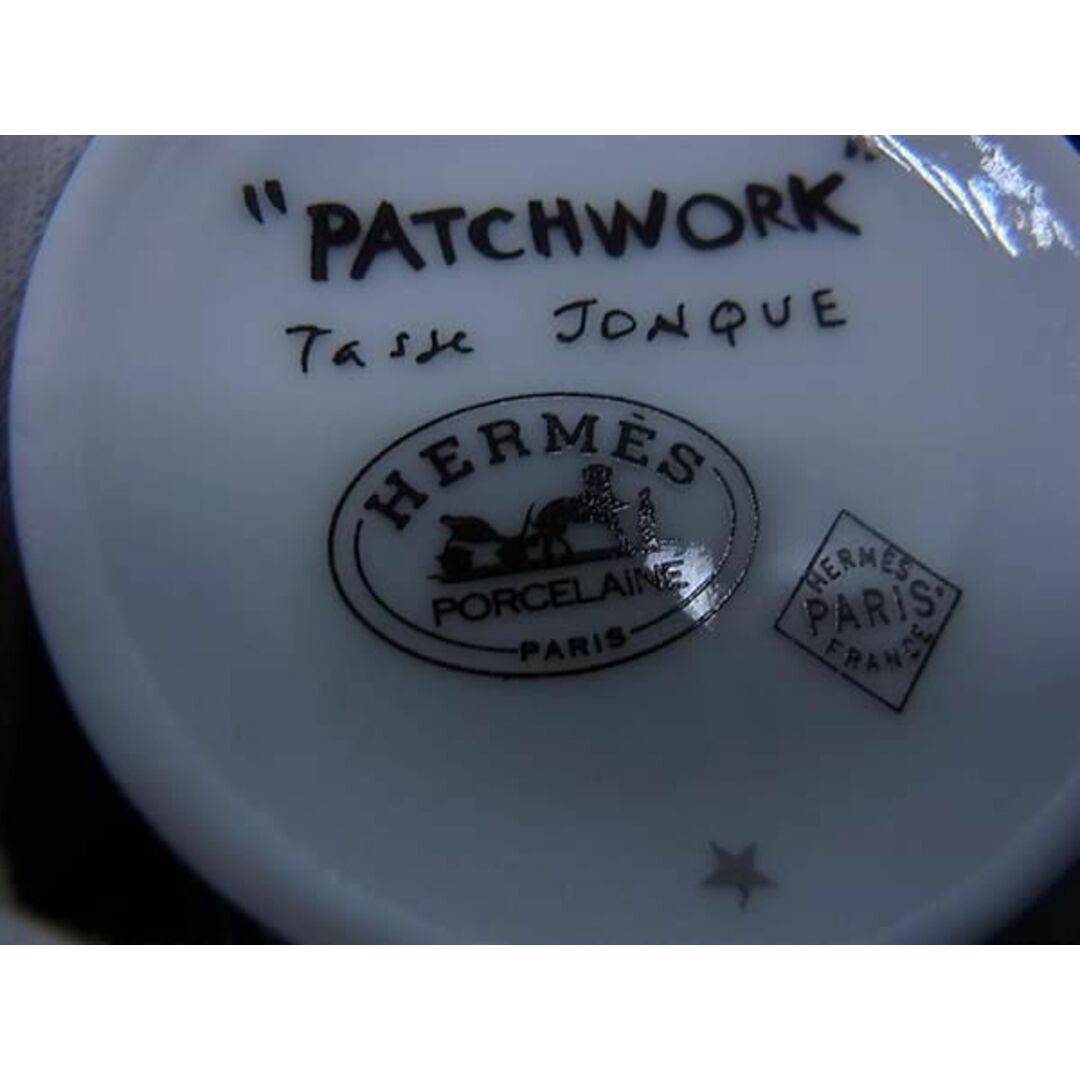 "PATCHWORK"
Tasse JONQUE
HERMÈS
PORCELAINE
PARIS
HERMÈS
PARIS
FRANCE